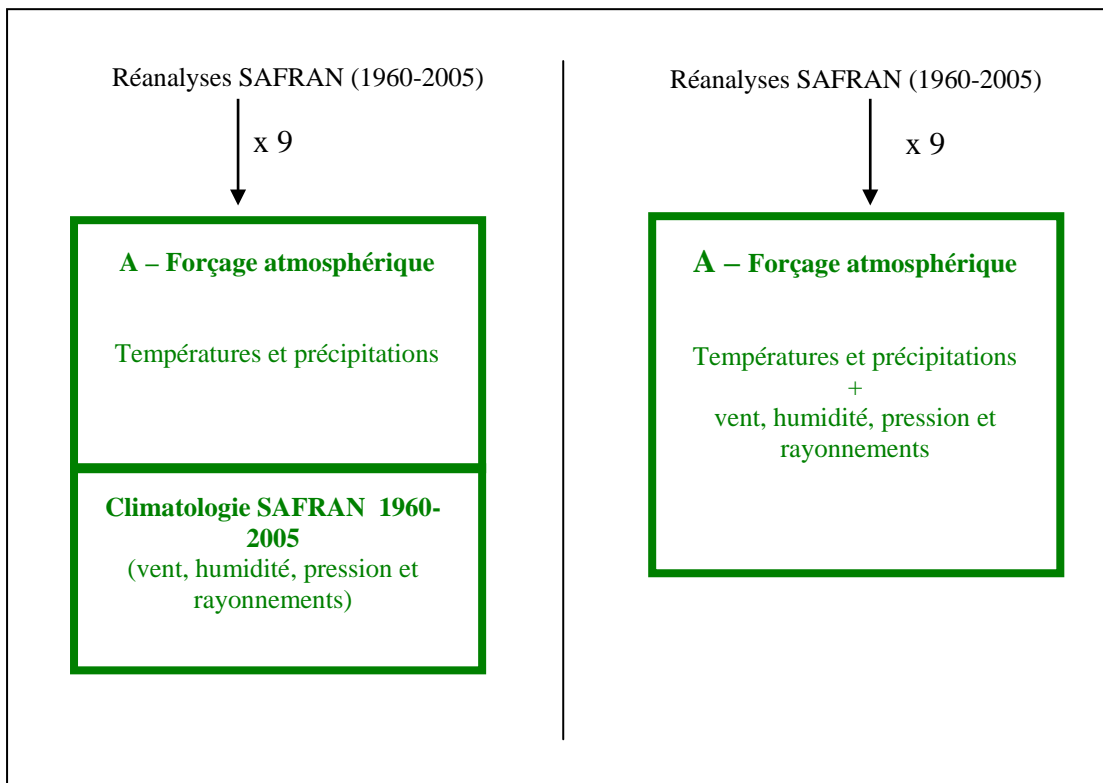 Réanalyses SAFRAN (1960-2005)
x 9
A – Forçage atmosphérique
Températures et précipitations
Climatologie SAFRAN 1960-
2005
(vent, humidité, pression et
rayonnements)
Réanalyses SAFRAN (1960-2005)
x 9
A – Forçage atmosphérique
Températures et précipitations
+
vent, humidité, pression et
rayonnements